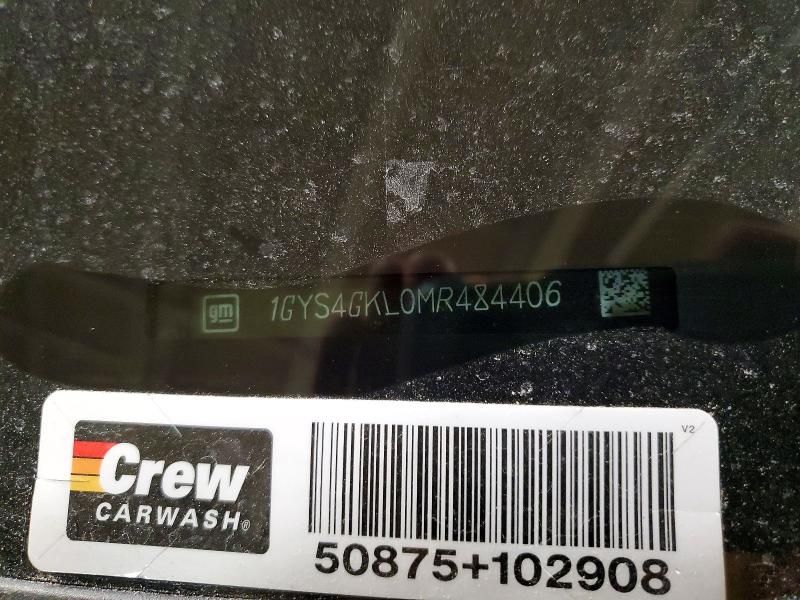 gm 1GYS4GKL0MR484406
V2
Crew
CARWASH®
50875+102908